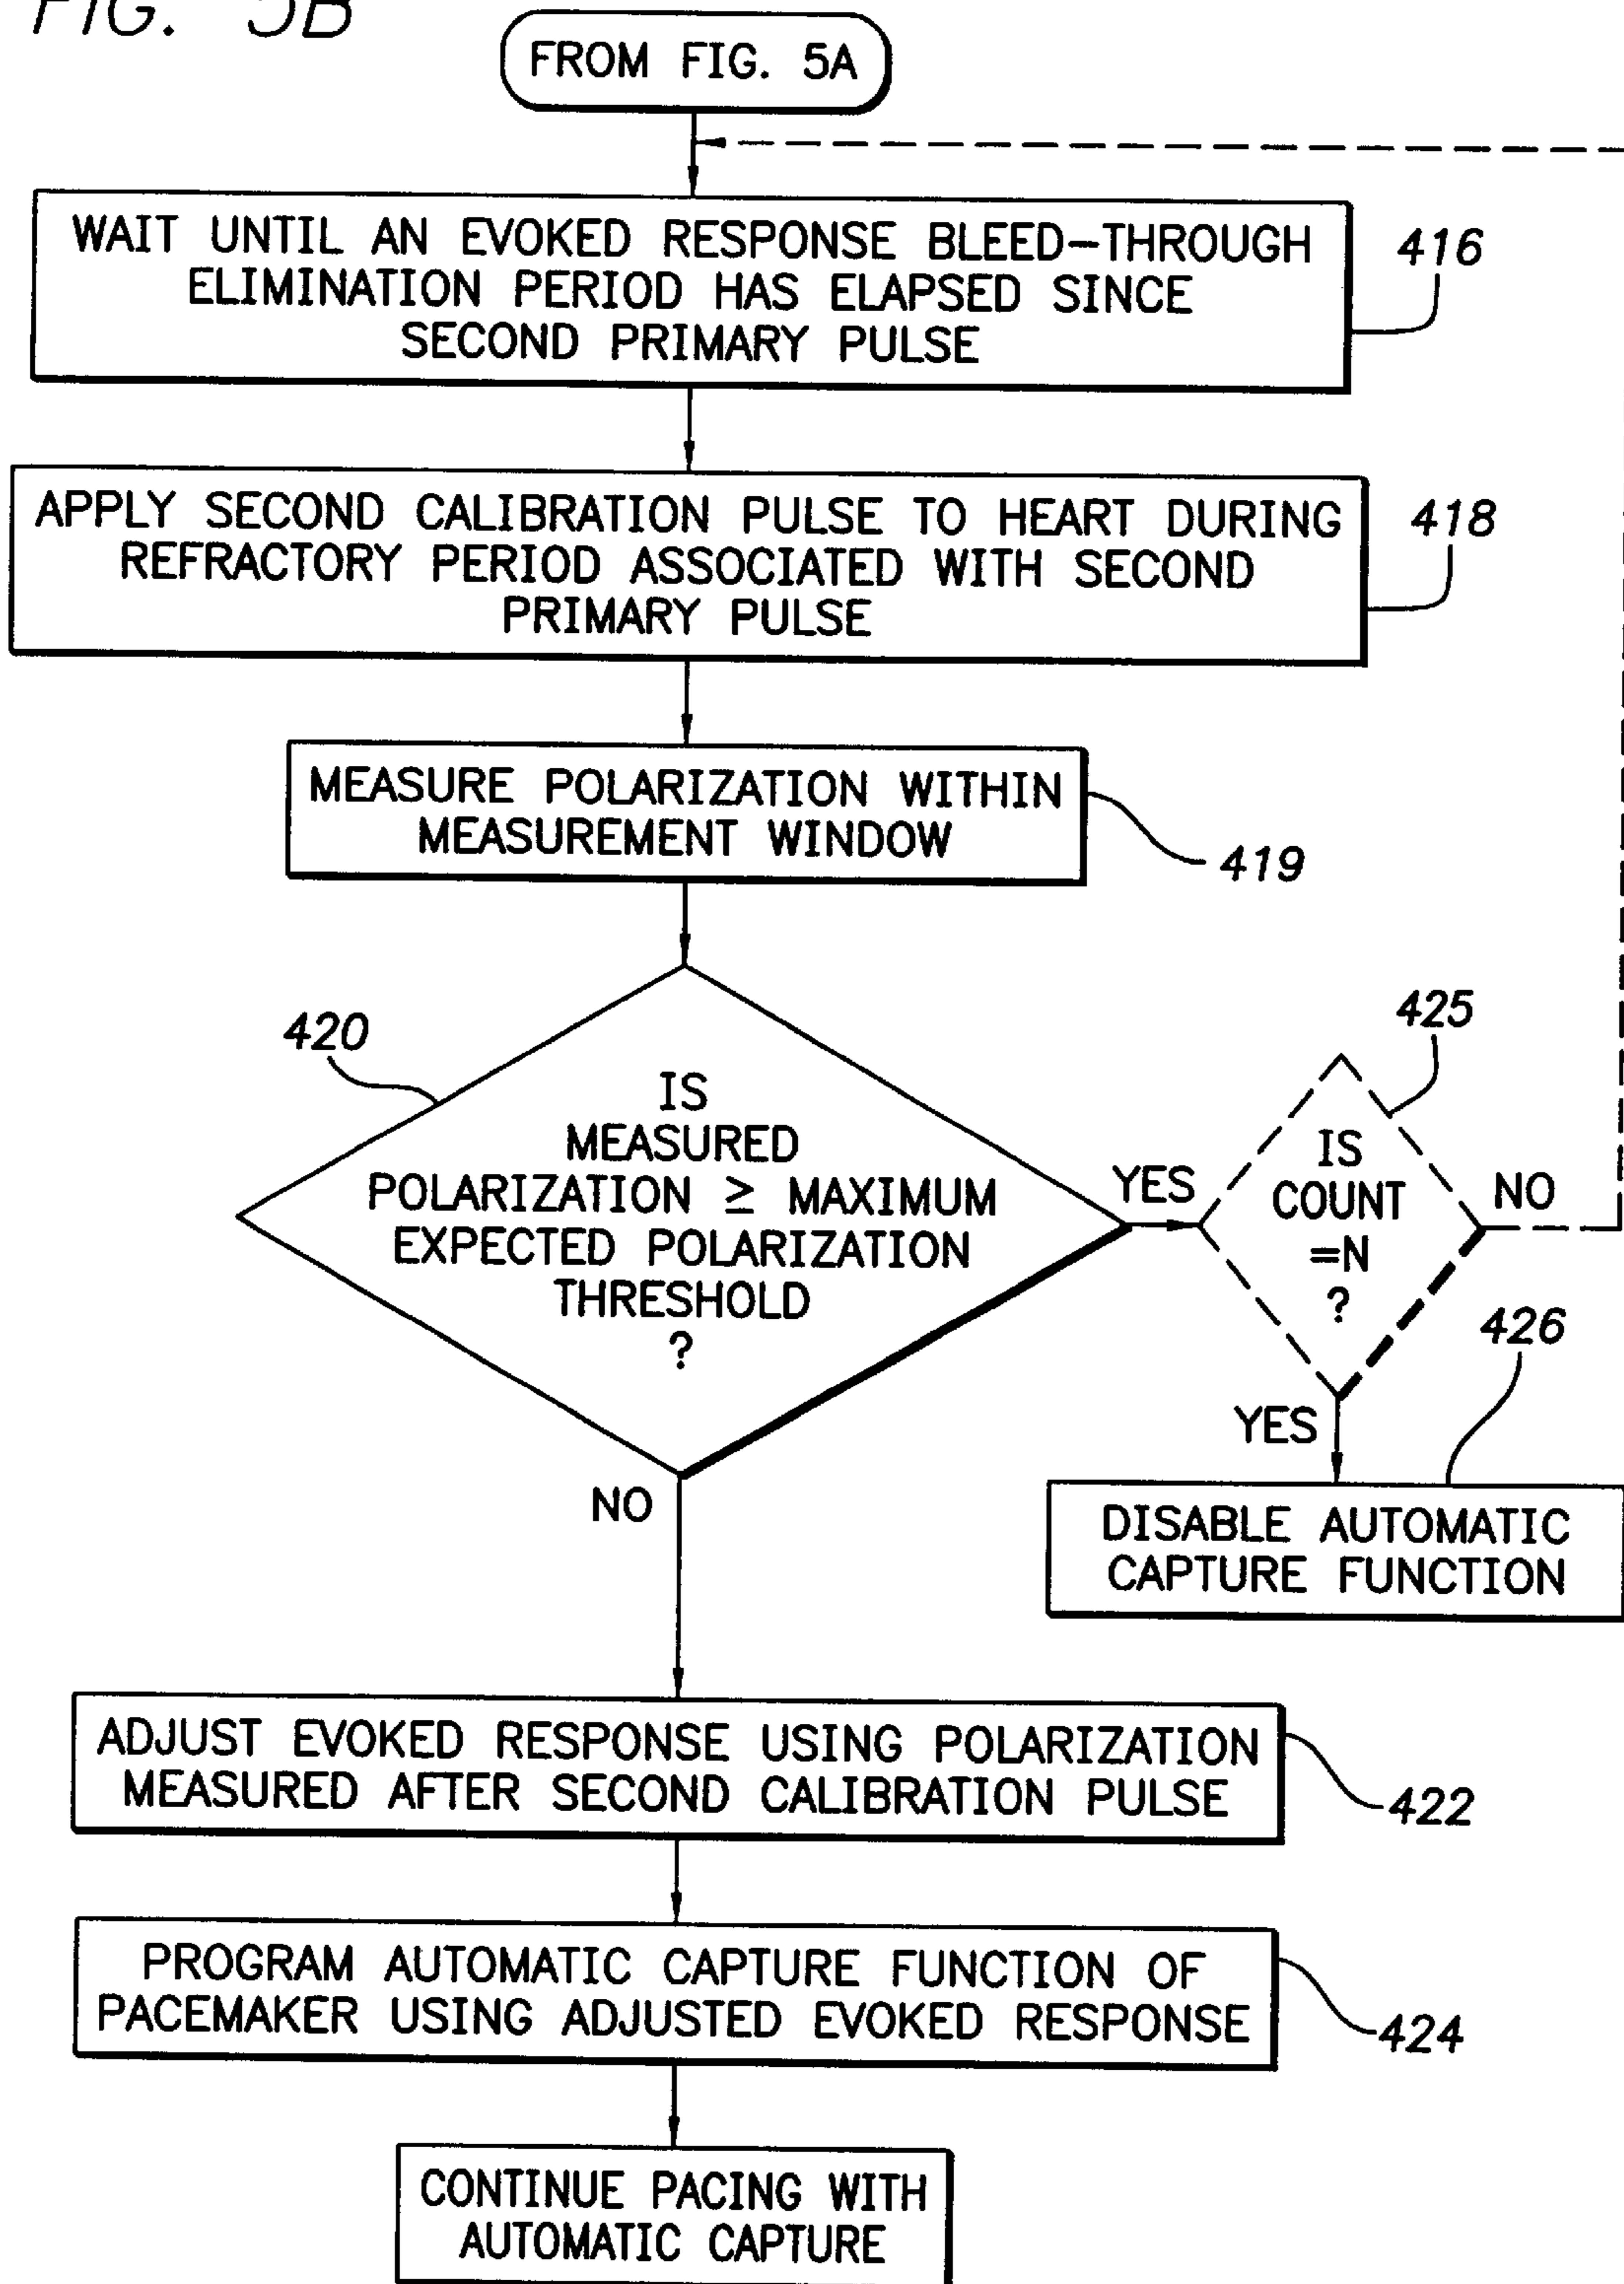 FIG. 5B
FROM FIG. 5A
WAIT UNTIL AN EVOKED RESPONSE BLEED-THROUGH
ELIMINATION PERIOD HAS ELAPSED SINCE
SECOND PRIMARY PULSE
416
APPLY SECOND CALIBRATION PULSE TO HEART DURING
REFRACTORY PERIOD ASSOCIATED WITH SECOND
PRIMARY PULSE
418
MEASURE POLARIZATION WITHIN
MEASUREMENT WINDOW
419
420
IS
MEASURED
POLARIZATION ≥ MAXIMUM
EXPECTED POLARIZATION
THRESHOLD
?
YES
425
IS
COUNT
=N
?
NO
YES
426
DISABLE AUTOMATIC
CAPTURE FUNCTION
NO
ADJUST EVOKED RESPONSE USING POLARIZATION
MEASURED AFTER SECOND CALIBRATION PULSE
422
PROGRAM AUTOMATIC CAPTURE FUNCTION OF
PACEMAKER USING ADJUSTED EVOKED RESPONSE
424
CONTINUE PACING WITH
AUTOMATIC CAPTURE